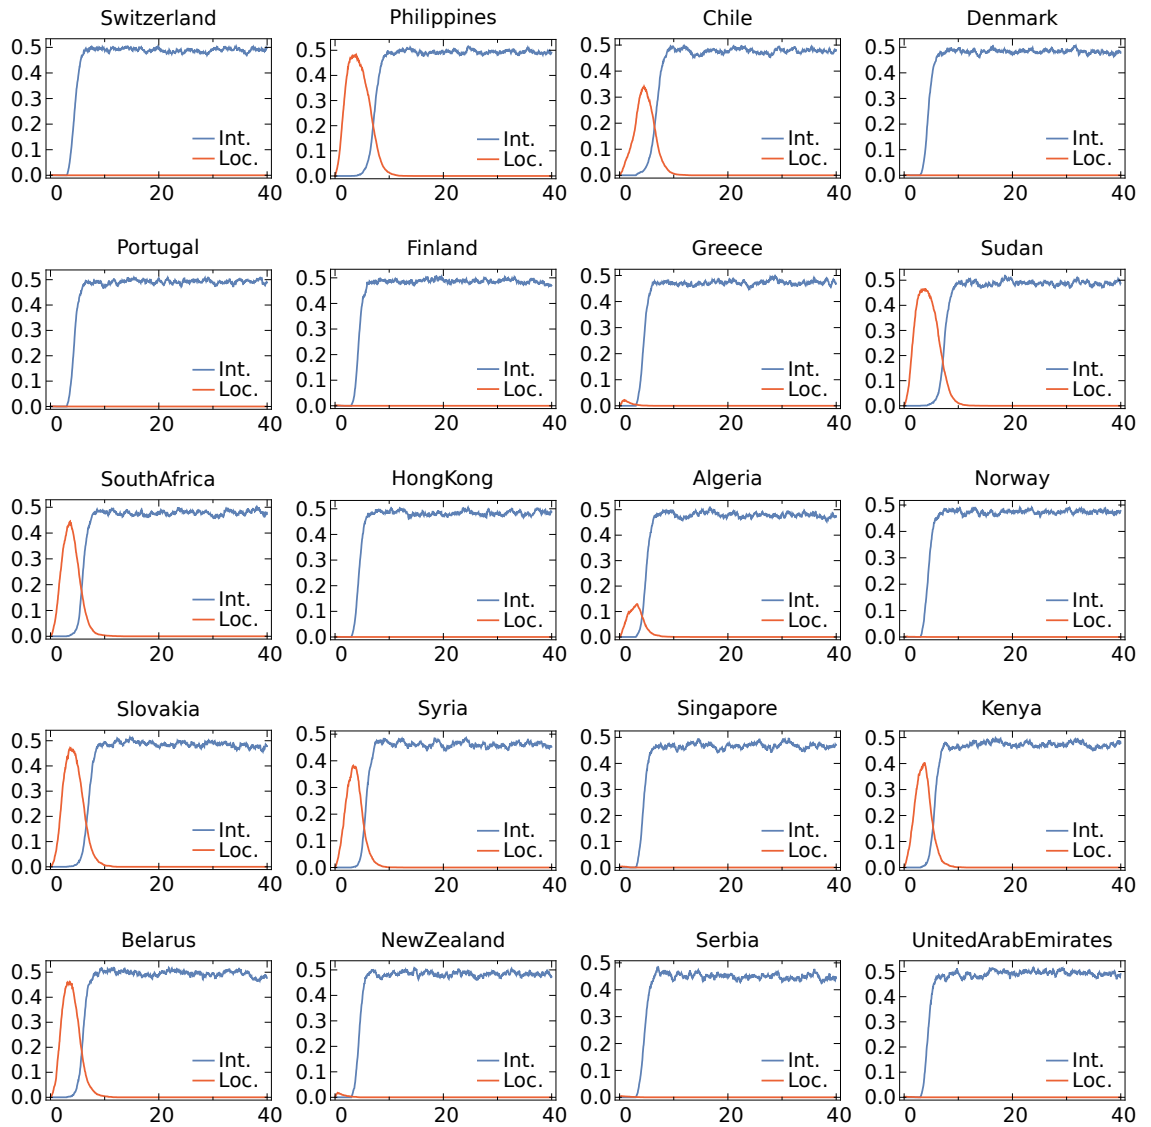 Switzerland
0.5
0.4
0.3
0.2
0.1
0.0
Int.
Loc.
0 20 40
Philippines
0.5
0.4
0.3
0.2
0.1
0.0
Int.
Loc.
0 20 40
Chile
0.5
0.4
0.3
0.2
0.1
0.0
Int.
Loc.
0 20 40
Denmark
0.5
0.4
0.3
0.2
0.1
0.0
Int.
Loc.
0 20 40
Portugal
0.5
0.4
0.3
0.2
0.1
0.0
Int.
Loc.
0 20 40
Finland
0.5
0.4
0.3
0.2
0.1
0.0
Int.
Loc.
0 20 40
Greece
0.5
0.4
0.3
0.2
0.1
0.0
Int.
Loc.
0 20 40
Sudan
0.5
0.4
0.3
0.2
0.1
0.0
Int.
Loc.
0 20 40
SouthAfrica
0.5
0.4
0.3
0.2
0.1
0.0
Int.
Loc.
0 20 40
HongKong
0.5
0.4
0.3
0.2
0.1
0.0
Int.
Loc.
0 20 40
Algeria
0.5
0.4
0.3
0.2
0.1
0.0
Int.
Loc.
0 20 40
Norway
0.5
0.4
0.3
0.2
0.1
0.0
Int.
Loc.
0 20 40
Slovakia
0.5
0.4
0.3
0.2
0.1
0.0
Int.
Loc.
0 20 40
Syria
0.5
0.4
0.3
0.2
0.1
0.0
Int.
Loc.
0 20 40
Singapore
0.5
0.4
0.3
0.2
0.1
0.0
Int.
Loc.
0 20 40
Kenya
0.5
0.4
0.3
0.2
0.1
0.0
Int.
Loc.
0 20 40
Belarus
0.5
0.4
0.3
0.2
0.1
0.0
Int.
Loc.
0 20 40
NewZealand
0.5
0.4
0.3
0.2
0.1
0.0
Int.
Loc.
0 20 40
Serbia
0.5
0.4
0.3
0.2
0.1
0.0
Int.
Loc.
0 20 40
UnitedArabEmirates
0.5
0.4
0.3
0.2
0.1
0.0
Int.
Loc.
0 20 40